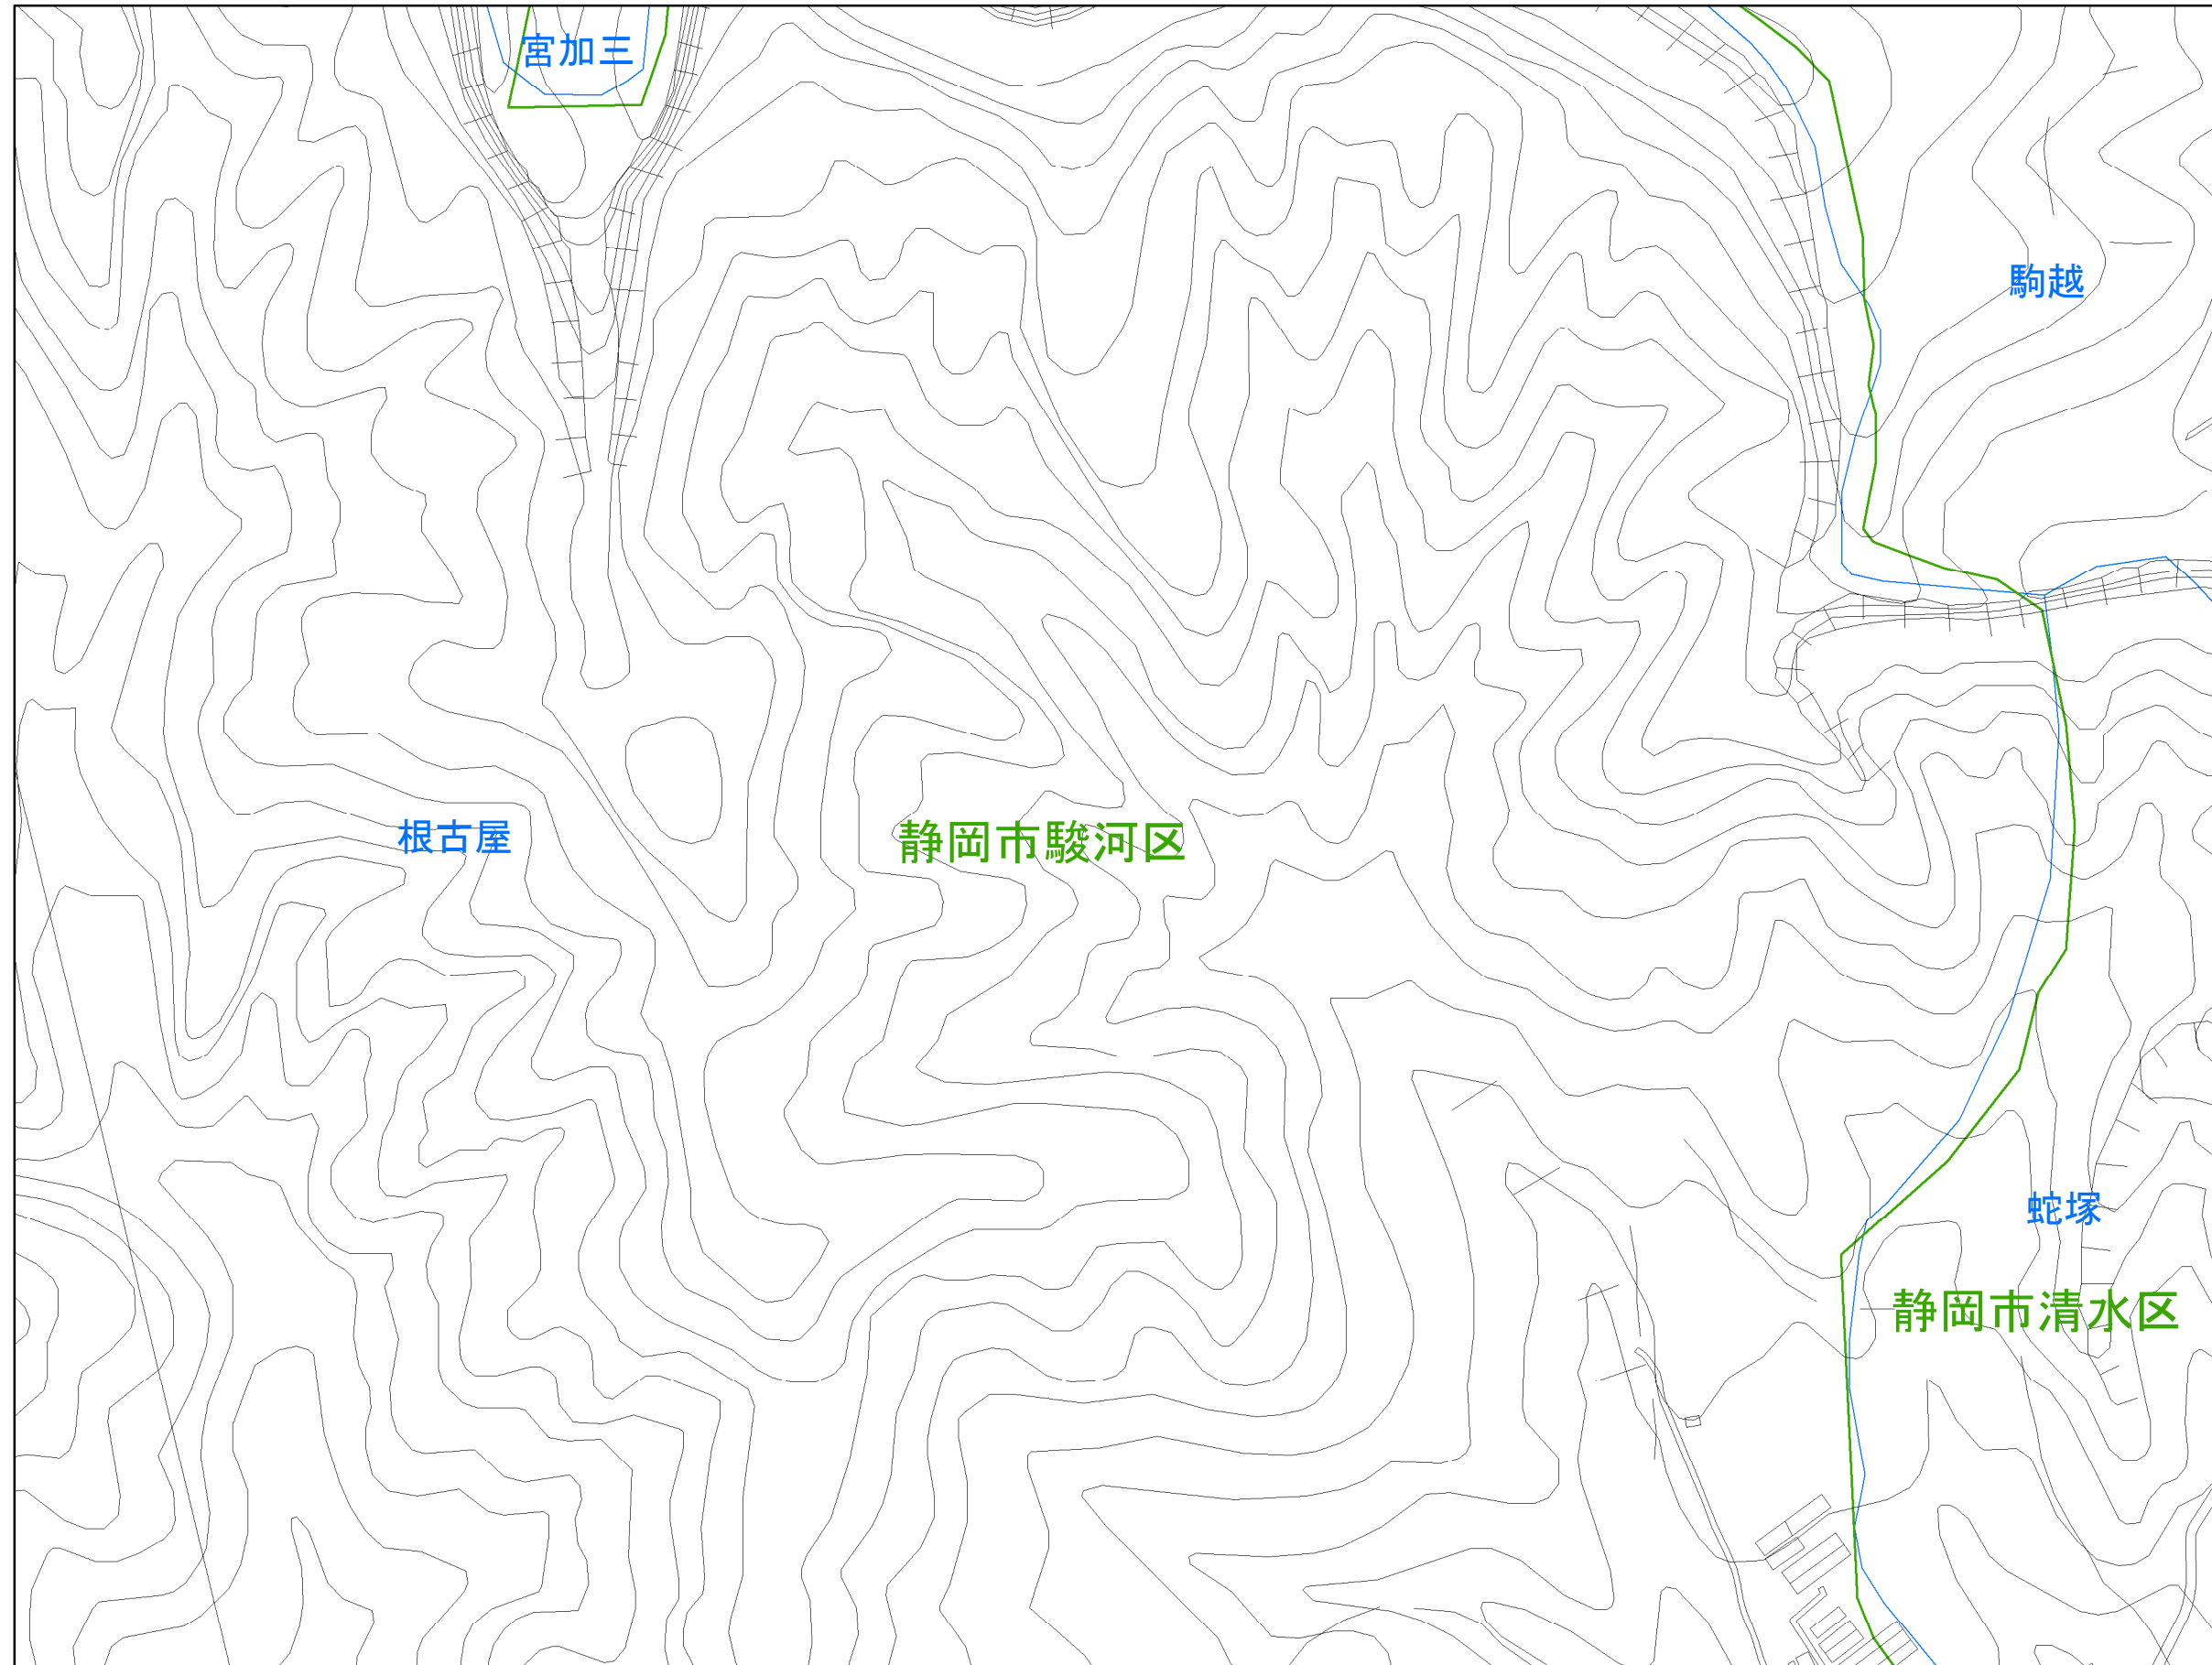 宮加三
駒越
根古屋
静岡市駿河区
蛇塚
静岡市清水区